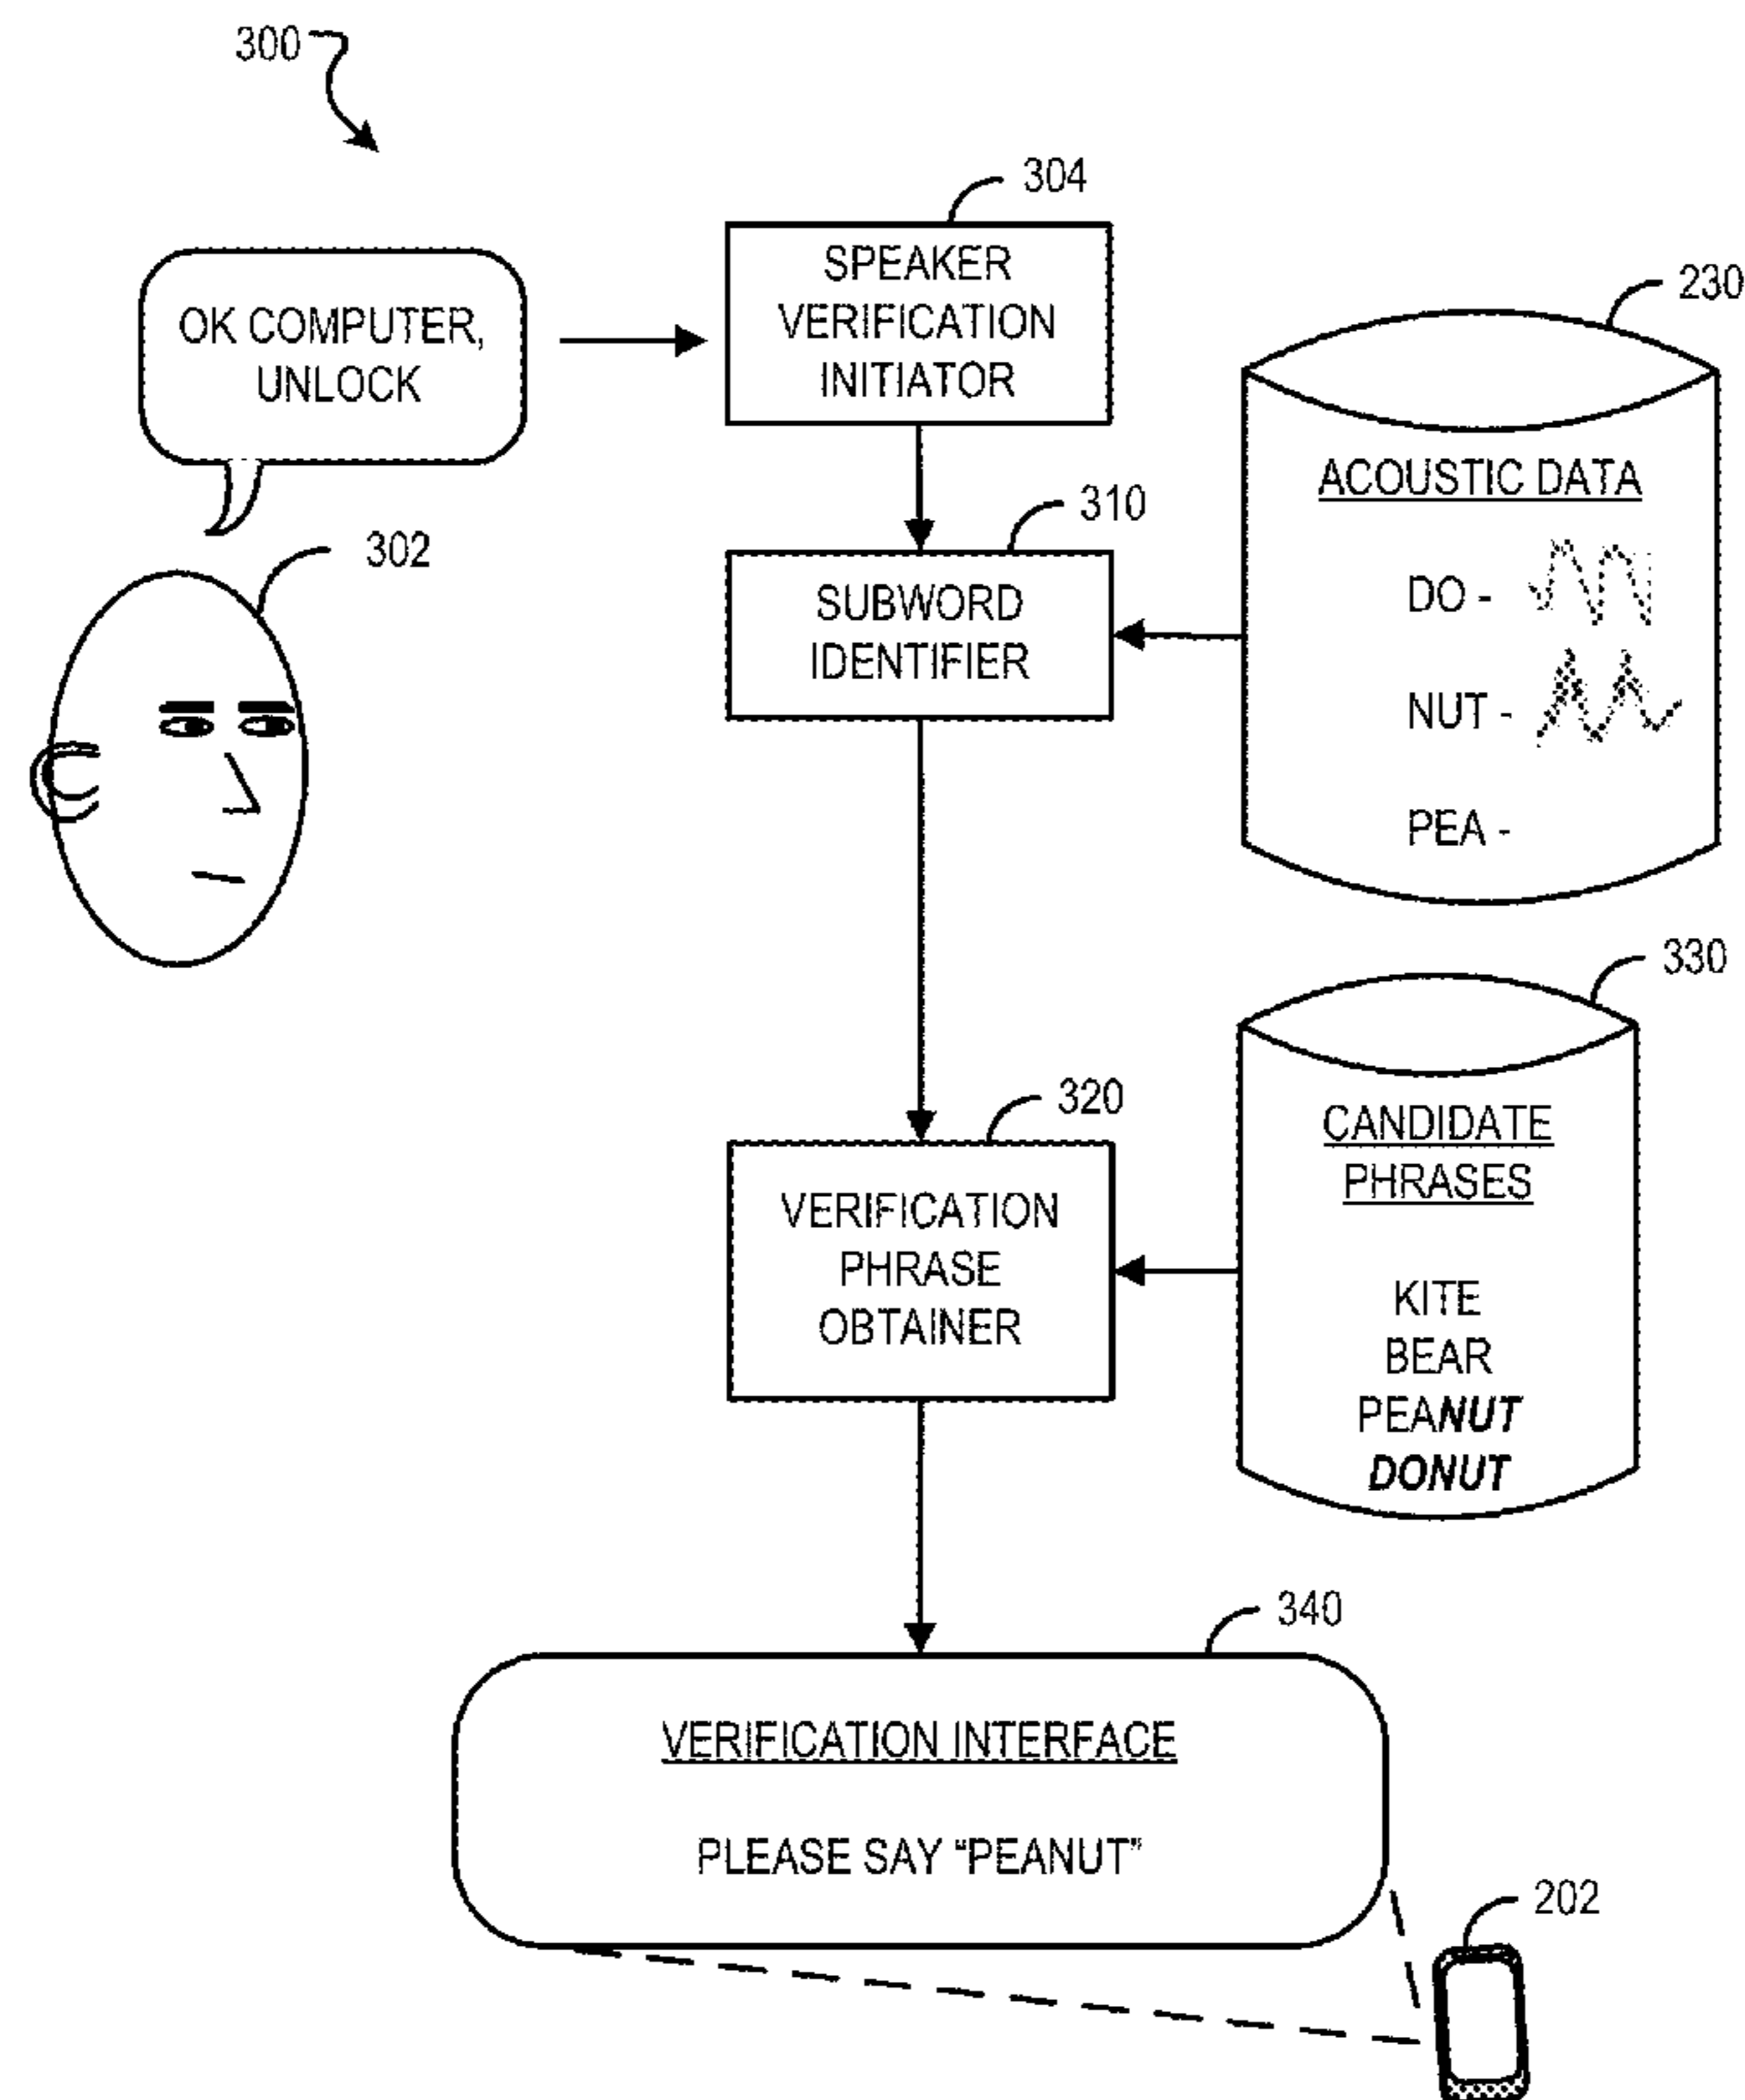 300
304
SPEAKER
VERIFICATION
INITIATOR
OK COMPUTER,
UNLOCK
302
230
ACOUSTIC DATA
DO -
NUT -
PEA -
310
SUBWORD
IDENTIFIER
330
CANDIDATE
PHRASES
KITE
BEAR
PEANUT
DONUT
320
VERIFICATION
PHRASE
OBTAINER
340
VERIFICATION INTERFACE
PLEASE SAY “PEANUT”
202